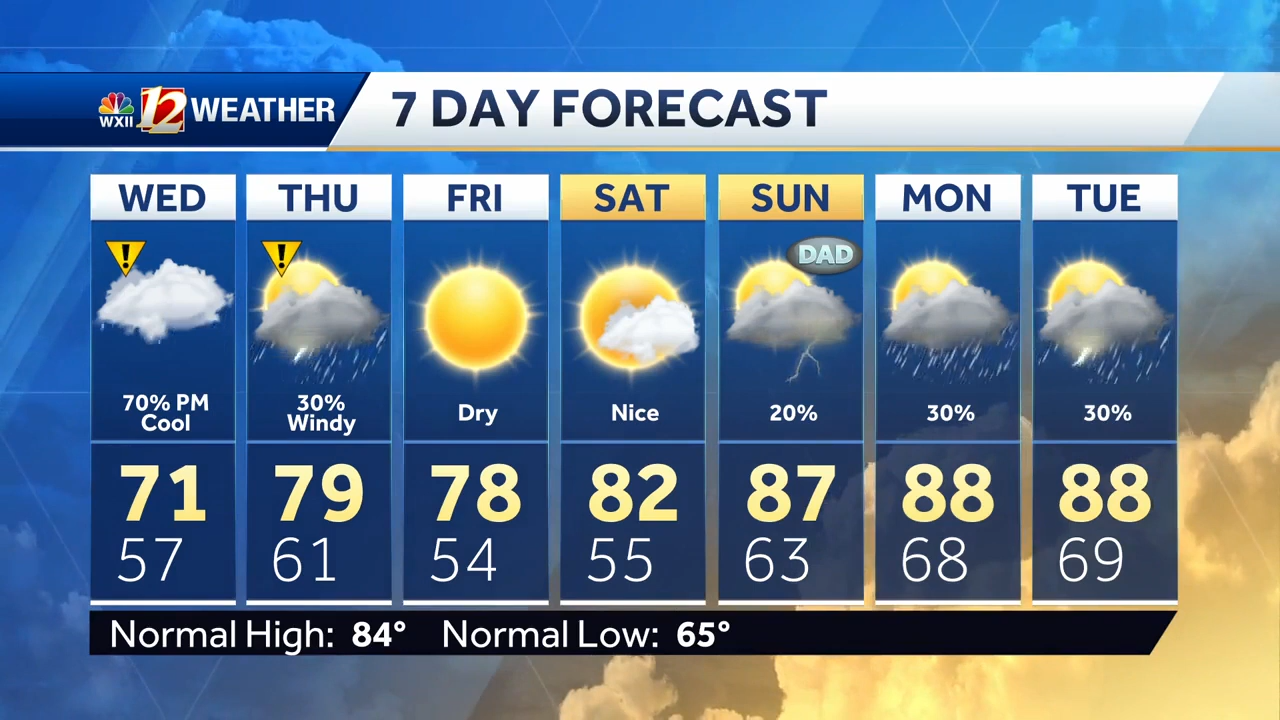 WXII 12 WEATHER
7 DAY FORECAST
WED THU FRI SAT SUN MON TUE
! ! DAD
70% PM 30% Dry Nice 20% 30% 30%
Cool Windy
71 79 78 82 87 88 88
57 61 54 55 63 68 69
Normal High: 84° Normal Low: 65°